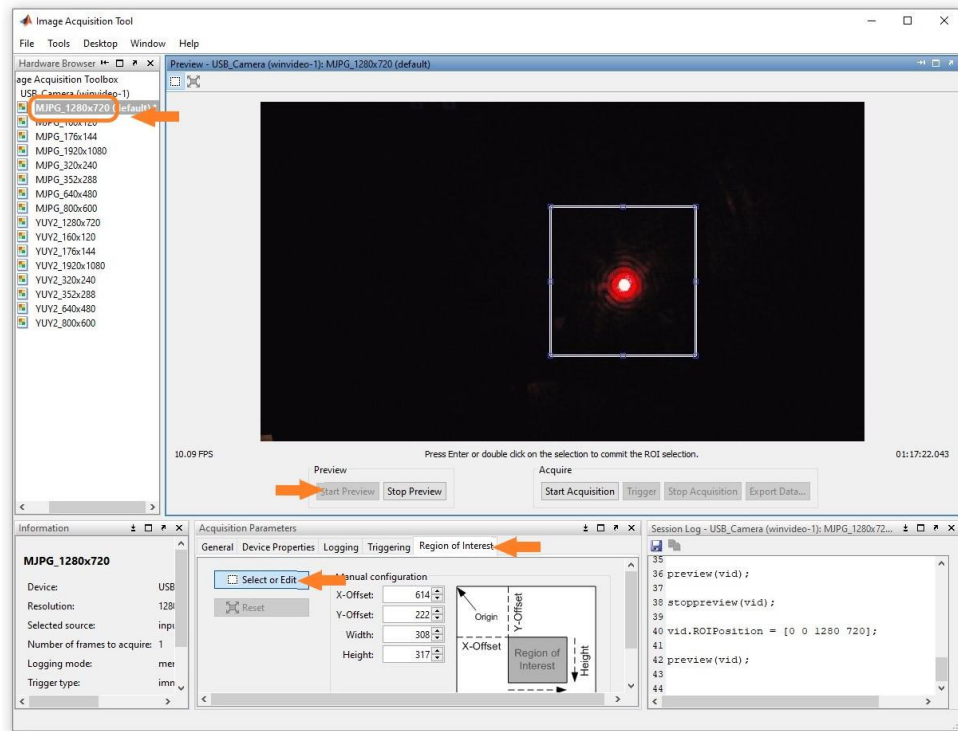 Image Acquisition Tool
File Tools Desktop Window Help
Hardware Browser
age Acquisition Toolbox
USB_Camera (winvideo-1)
MJPG_1280x720 (default)
MJPG_160x120
MJPG_176x144
MJPG_1920x1080
MJPG_320x240
MJPG_352x288
MJPG_640x480
MJPG_800x600
YUY2_1280x720
YUY2_160x120
YUY2_176x144
YUY2_1920x1080
YUY2_320x240
YUY2_352x288
YUY2_640x480
YUY2_800x600
Preview - USB_Camera (winvideo-1): MJPG_1280x720 (default)
10.09 FPS
Press Enter or double click on the selection to commit the ROI selection.
01:17:22.043
Preview
Start Preview Stop Preview
Acquire
Start Acquisition Trigger Stop Acquisition Export Data...
Information
MJPG_1280x720
Device: USB
Resolution: 128
Selected source: inpu
Number of frames to acquire: 1
Logging mode: mer
Trigger type: imn
Acquisition Parameters
General Device Properties Logging Triggering Region of Interest
Select or Edit
Reset
Manual configuration
X-Offset: 614
Y-Offset: 222
Width: 308
Height: 317
Origin
Y-Offset
X-Offset
Region of
Interest
Height
Session Log - USB_Camera (winvideo-1): MJPG_1280x72...
35
36 preview(vid);
37
38 stoppreview(vid);
39
40 vid.ROIPosition = [0 0 1280 720];
41
42 preview(vid);
43
44